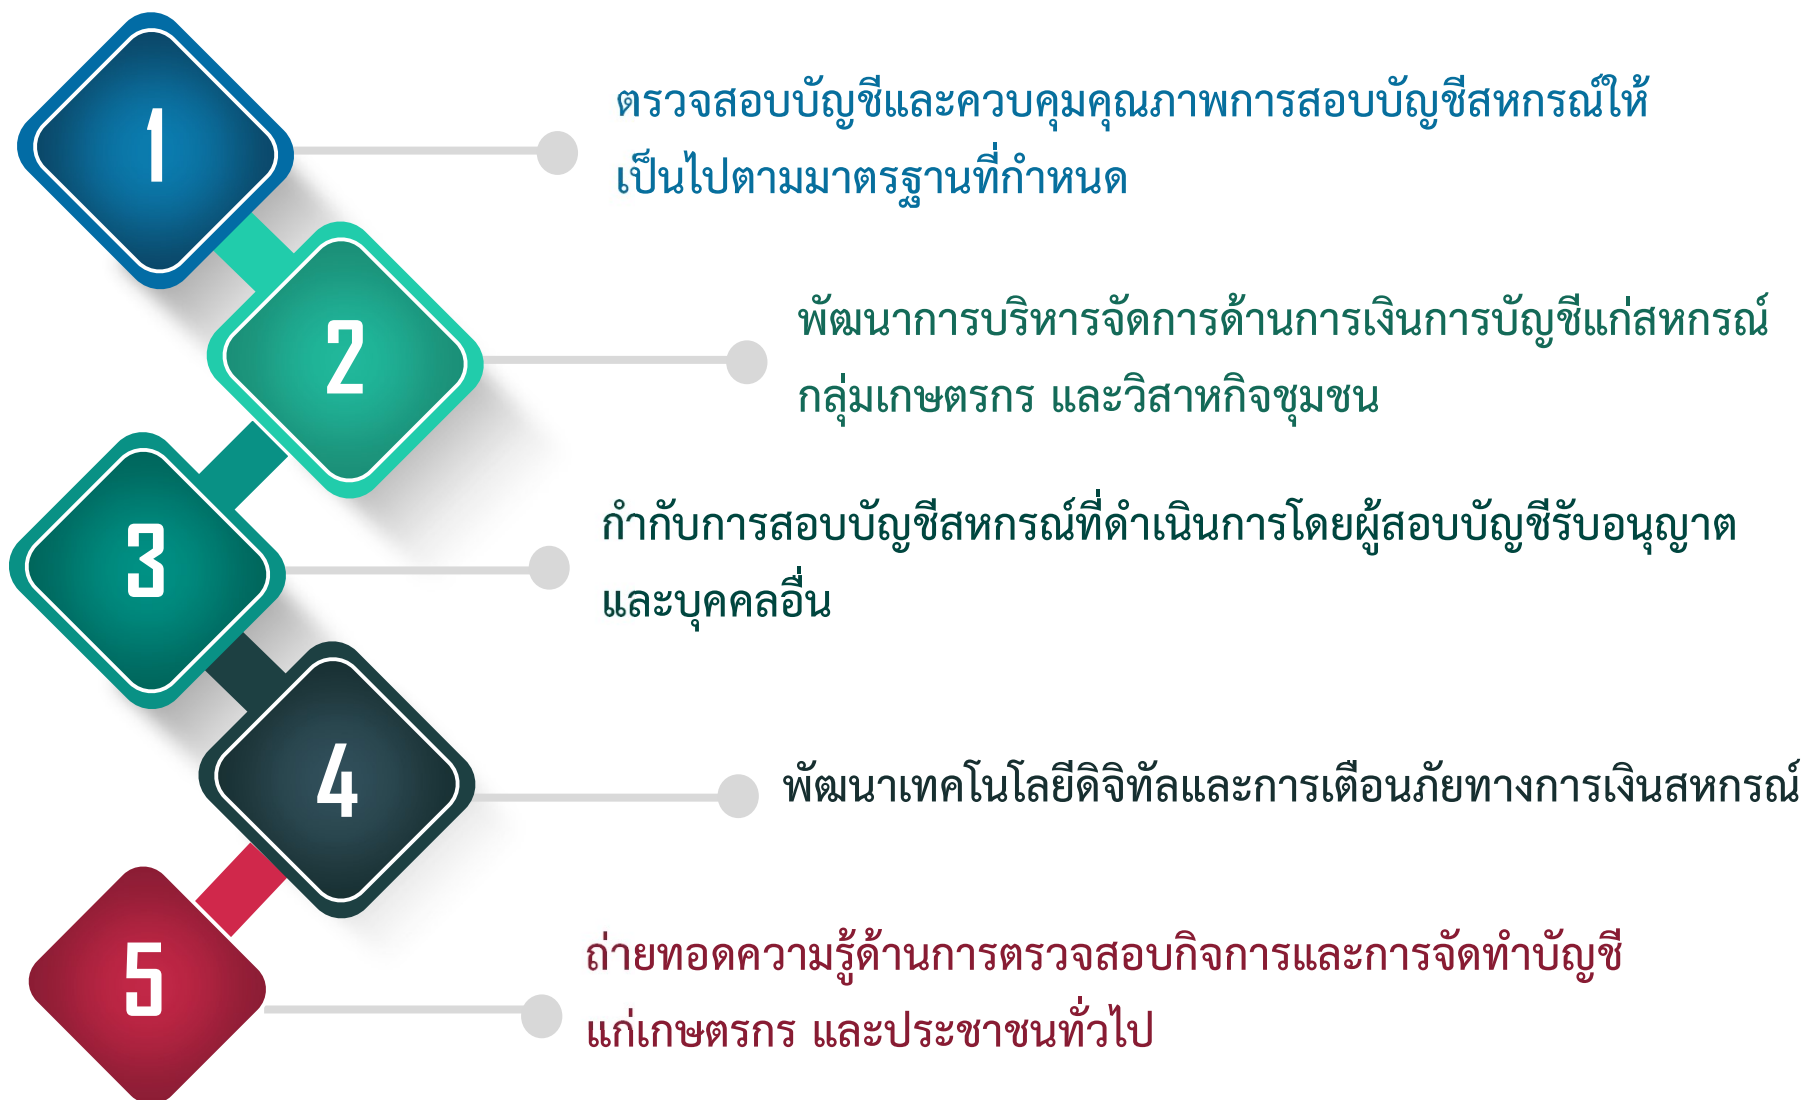 1
ตรวจสอบบัญชีและควบคุมคุณภาพการสอบบัญชีสหกรณ์ให้
เป็นไปตามมาตรฐานที่กำหนด
2
พัฒนาการบริหารจัดการด้านการเงินการบัญชีแก่สหกรณ์
กลุ่มเกษตรกร และวิสาหกิจชุมชน
3
กำกับการสอบบัญชีสหกรณ์ที่ดำเนินการโดยผู้สอบบัญชีรับอนุญาต
และบุคคลอื่น
4
พัฒนาเทคโนโลยีดิจิทัลและการเตือนภัยทางการเงินสหกรณ์
5
ถ่ายทอดความรู้ด้านการตรวจสอบกิจการและการจัดทำบัญชี
แก่เกษตรกร และประชาชนทั่วไป